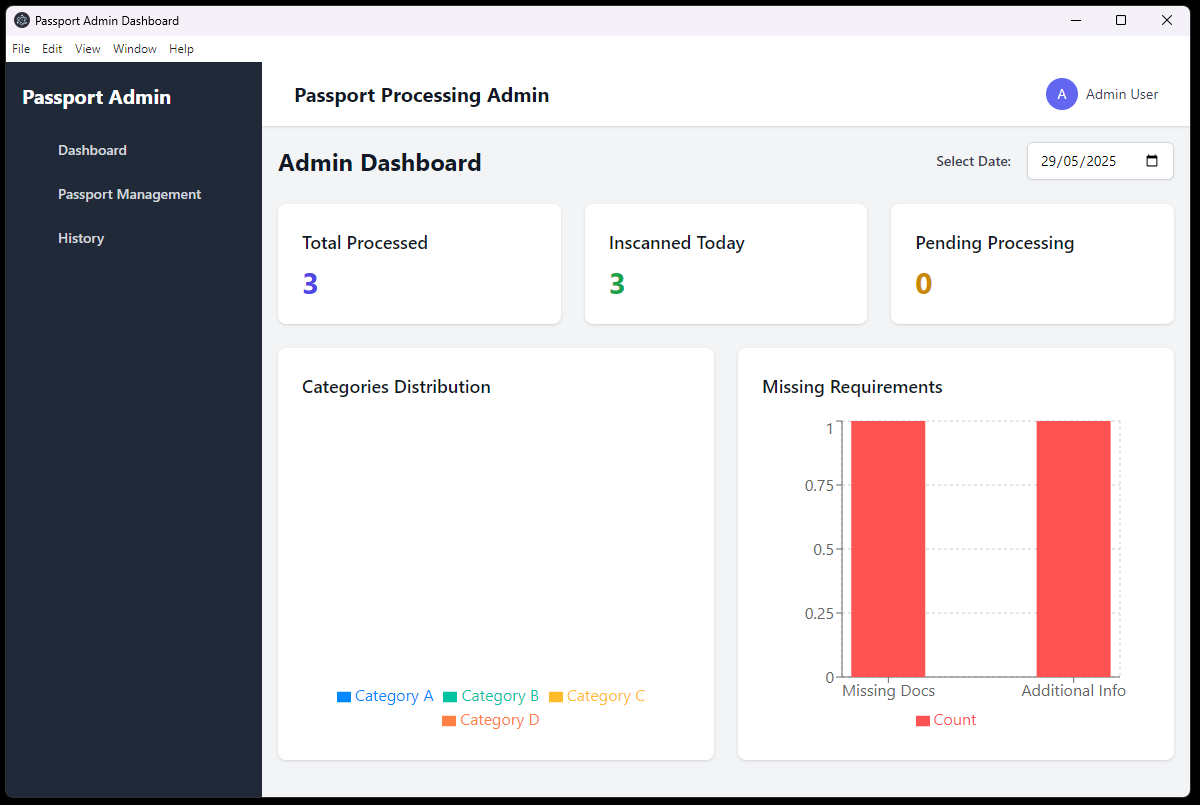 Passport Admin Dashboard
File Edit View Window Help
Passport Admin
Dashboard
Passport Management
History
Passport Processing Admin
A Admin User
Admin Dashboard
Select Date: 29/05/2025
Total Processed
3
Inscanned Today
3
Pending Processing
0
Categories Distribution
Category A Category B Category C
Category D
Missing Requirements
1
0.75
0.5
0.25
0
Missing Docs Additional Info
Count